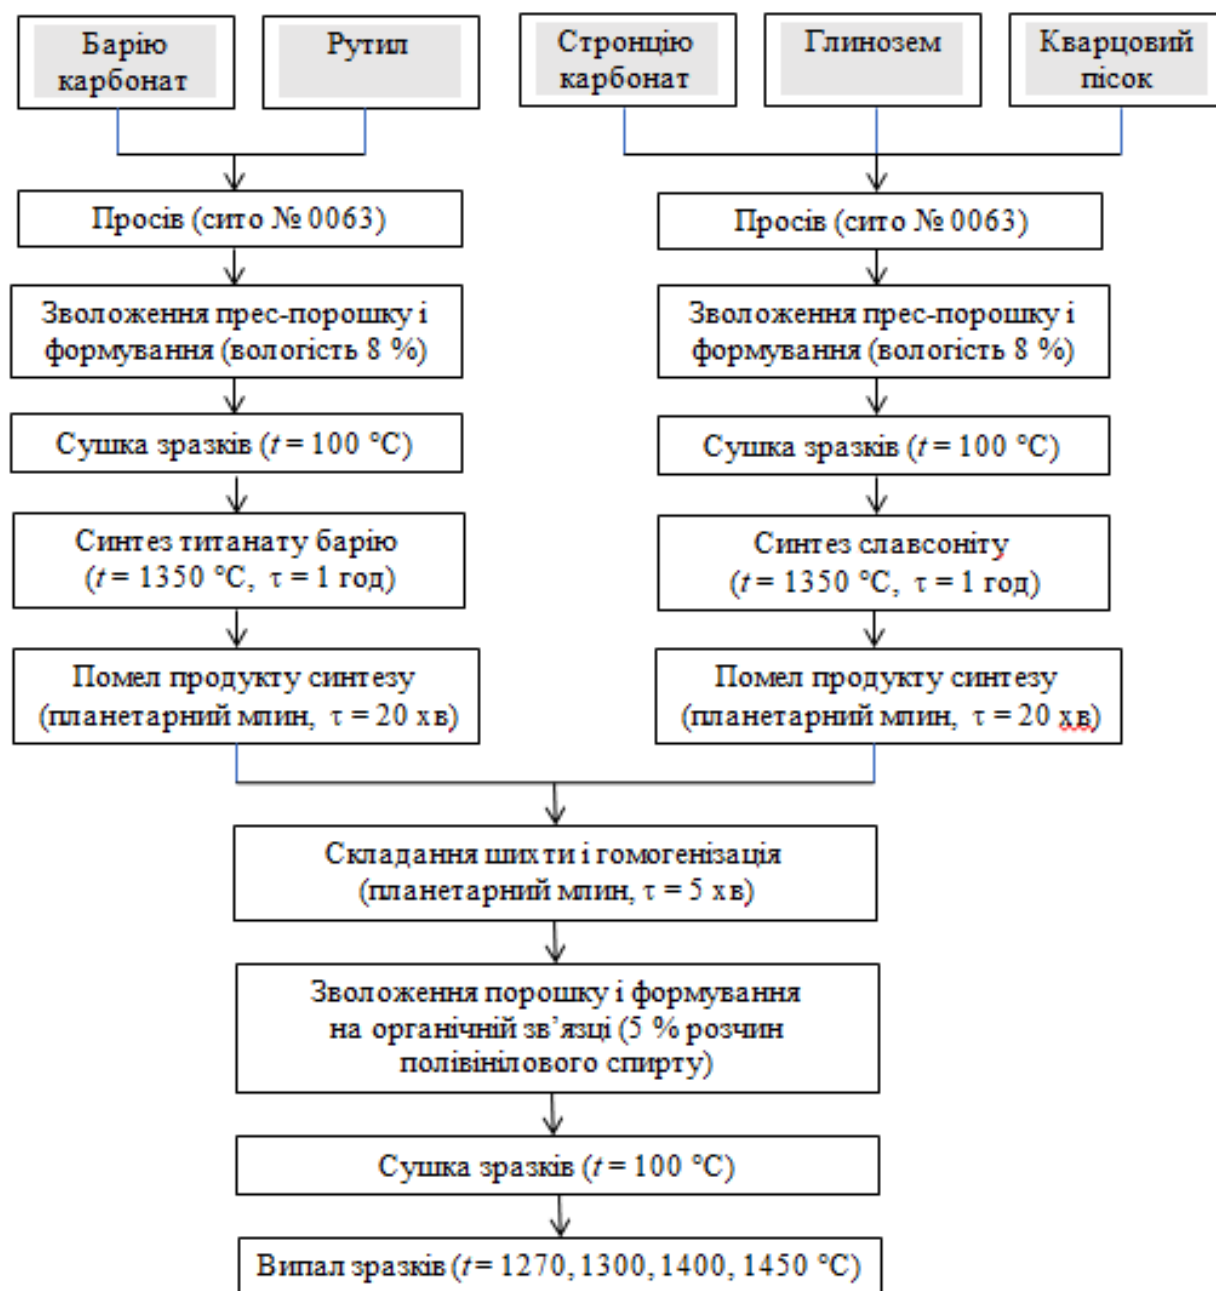 Барію
карбонат
Рутил
Стронцію
карбонат
Глинозем
Кварцовий
пісок
Просів (сито № 0063)
Просів (сито № 0063)
Зволоження прес-порошку і
формування (вологість 8 %)
Зволоження прес-порошку і
формування (вологість 8 %)
Сушка зразків (t = 100 °С)
Сушка зразків (t = 100 °С)
Синтез титанату барію
(t = 1350 °С, τ = 1 год)
Синтез славсоніту
(t = 1350 °С, τ = 1 год)
Помел продукту синтезу
(планетарний млин, τ = 20 хв)
Помел продукту синтезу
(планетарний млин, τ = 20 хв)
Складання шихти і гомогенізація
(планетарний млин, τ = 5 хв)
Зволоження порошку і формування
на органічній зв’язці (5 % розчин
полівінілового спирту)
Сушка зразків (t = 100 °С)
Випал зразків (t = 1270, 1300, 1400, 1450 °С)